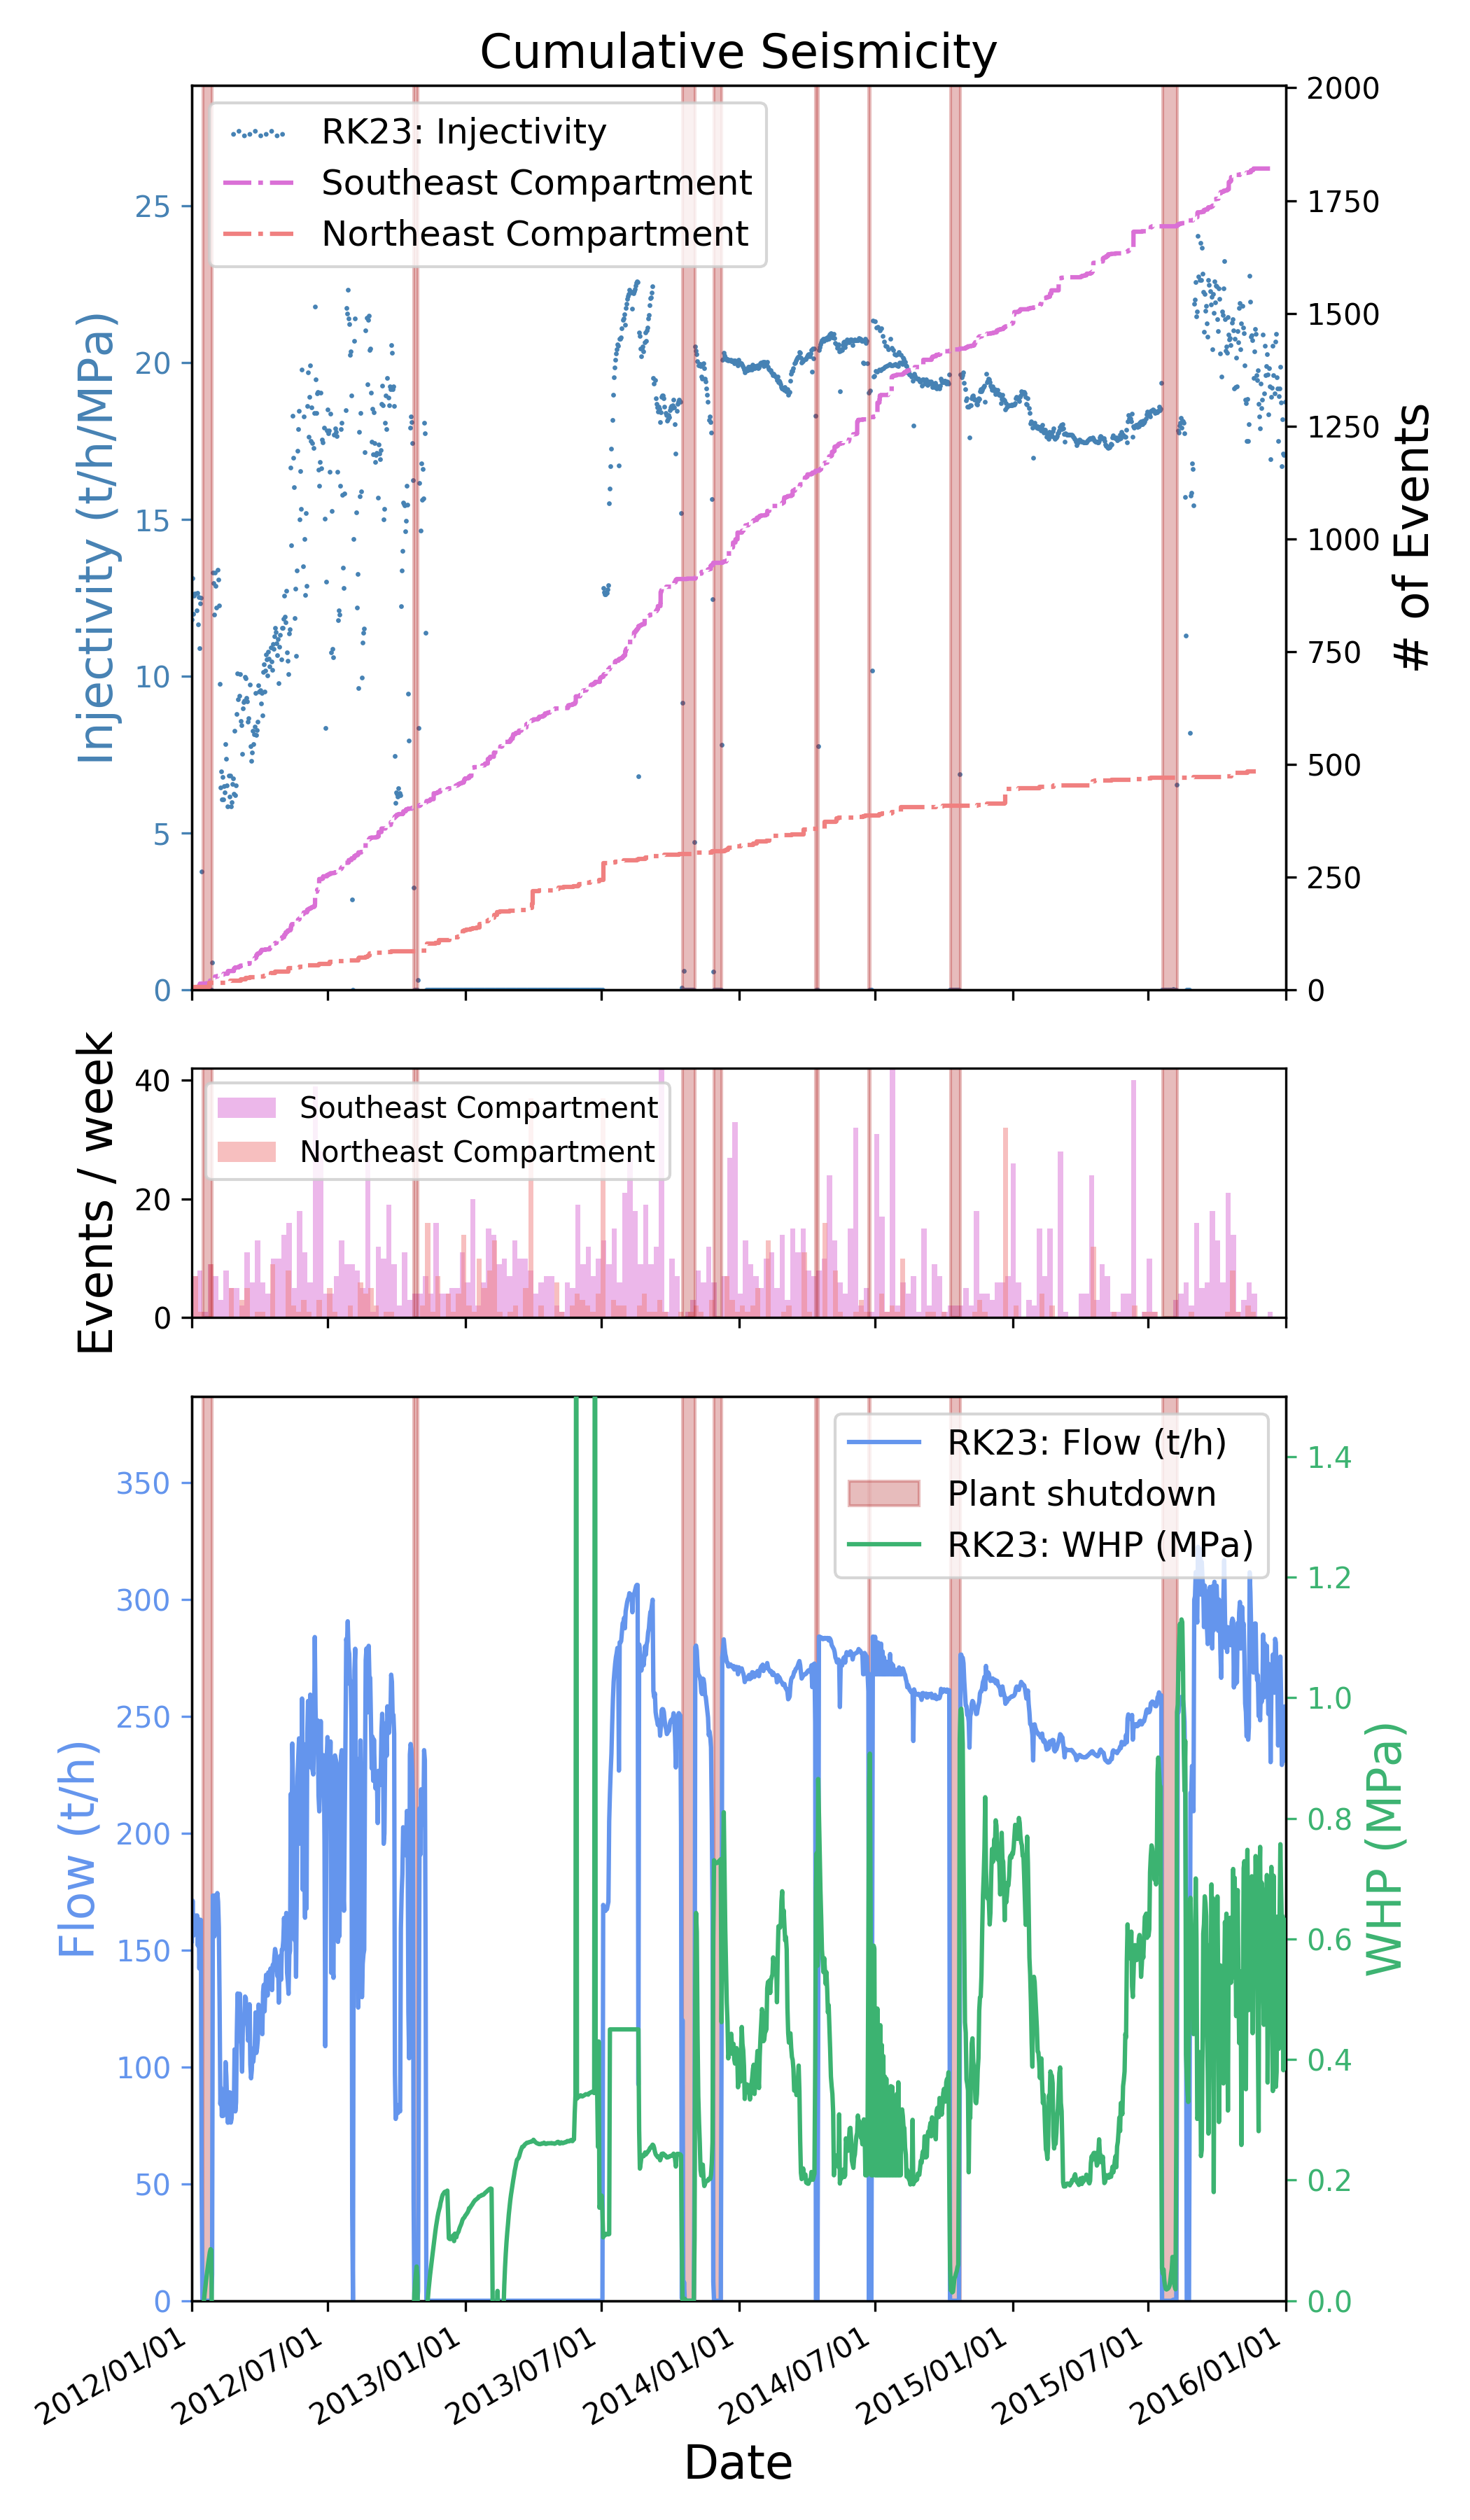 Cumulative Seismicity
RK23: Injectivity
Southeast Compartment
Northeast Compartment
Injectivity (t/h/MPa)
25
20
15
10
5
0
# of Events
2000
1750
1500
1250
1000
750
500
250
0
Events / week
40
20
0
Southeast Compartment
Northeast Compartment
RK23: Flow (t/h)
Plant shutdown
RK23: WHP (MPa)
Flow (t/h)
350
300
250
200
150
100
50
0
WHP (MPa)
1.4
1.2
1.0
0.8
0.6
0.4
0.2
0.0
2012/01/01
2012/07/01
2013/01/01
2013/07/01
2014/01/01
2014/07/01
2015/01/01
2015/07/01
2016/01/01
Date